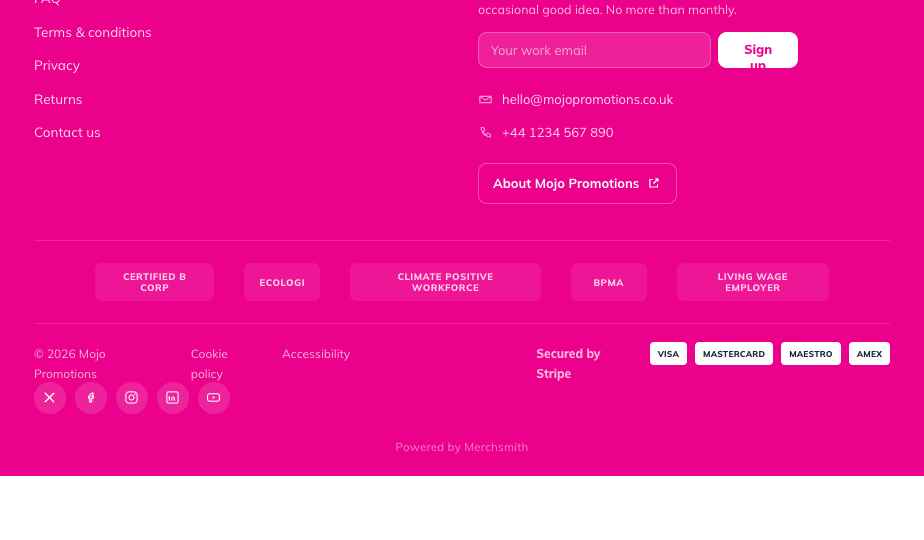 FAQ
Terms & conditions
Privacy
Returns
Contact us
occasional good idea. No more than monthly.
Your work email
Sign
up
hello@mojopromotions.co.uk
+44 1234 567 890
About Mojo Promotions
CERTIFIED B
CORP
ECOLOGI
CLIMATE POSITIVE
WORKFORCE
BPMA
LIVING WAGE
EMPLOYER
© 2026 Mojo
Promotions
Cookie
policy
Accessibility
Secured by
Stripe
VISA
MASTERCARD
MAESTRO
AMEX
Powered by Merchsmith